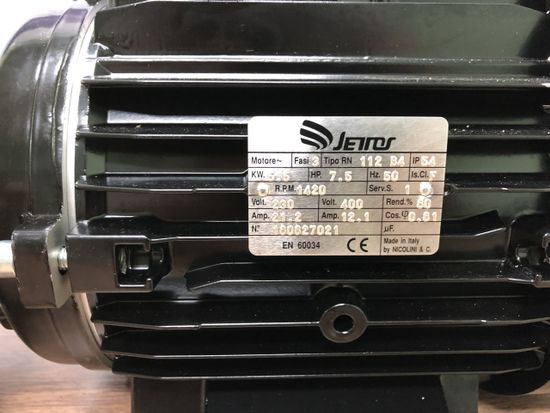 JETROS
Motore~ Fasi 3 Tipo RN 112 B4 IP 54
KW. 5.5 HP. 7.5 Hz. 50 Is.Cl. F
R.P.M. 1420 Serv.S. 1
Volt. 230 Volt. 400 Rend.%
Amp. 21.2 Amp. 12.1 Cos.φ 0.81
N° 160627021 µF.
EN 60034 CE Made in Italy
by NICOLINI & C.